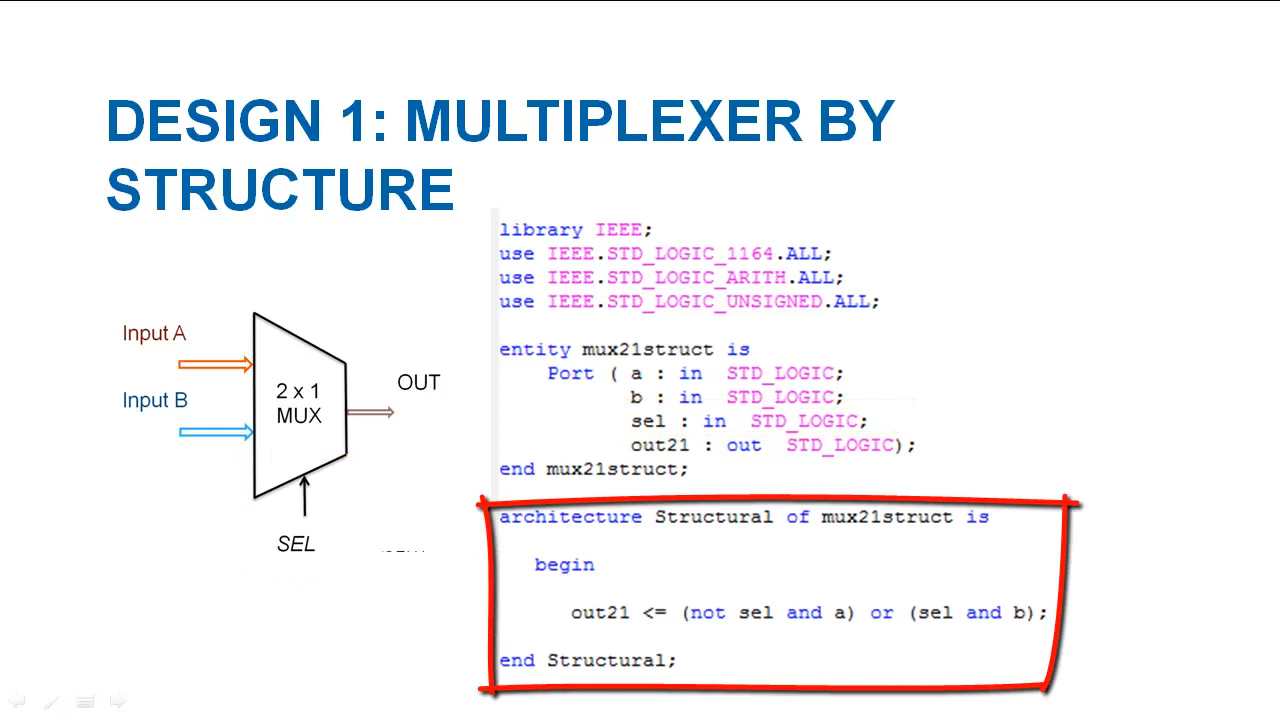 DESIGN 1: MULTIPLEXER BY
STRUCTURE
Input A
Input B
2 x 1
MUX
OUT
SEL
library IEEE;
use IEEE.STD_LOGIC_1164.ALL;
use IEEE.STD_LOGIC_ARITH.ALL;
use IEEE.STD_LOGIC_UNSIGNED.ALL;
entity mux21struct is
Port ( a : in STD_LOGIC;
b : in STD_LOGIC;
sel : in STD_LOGIC;
out21 : out STD_LOGIC);
end mux21struct;
architecture Structural of mux21struct is
begin
out21 <= (not sel and a) or (sel and b);
end Structural;